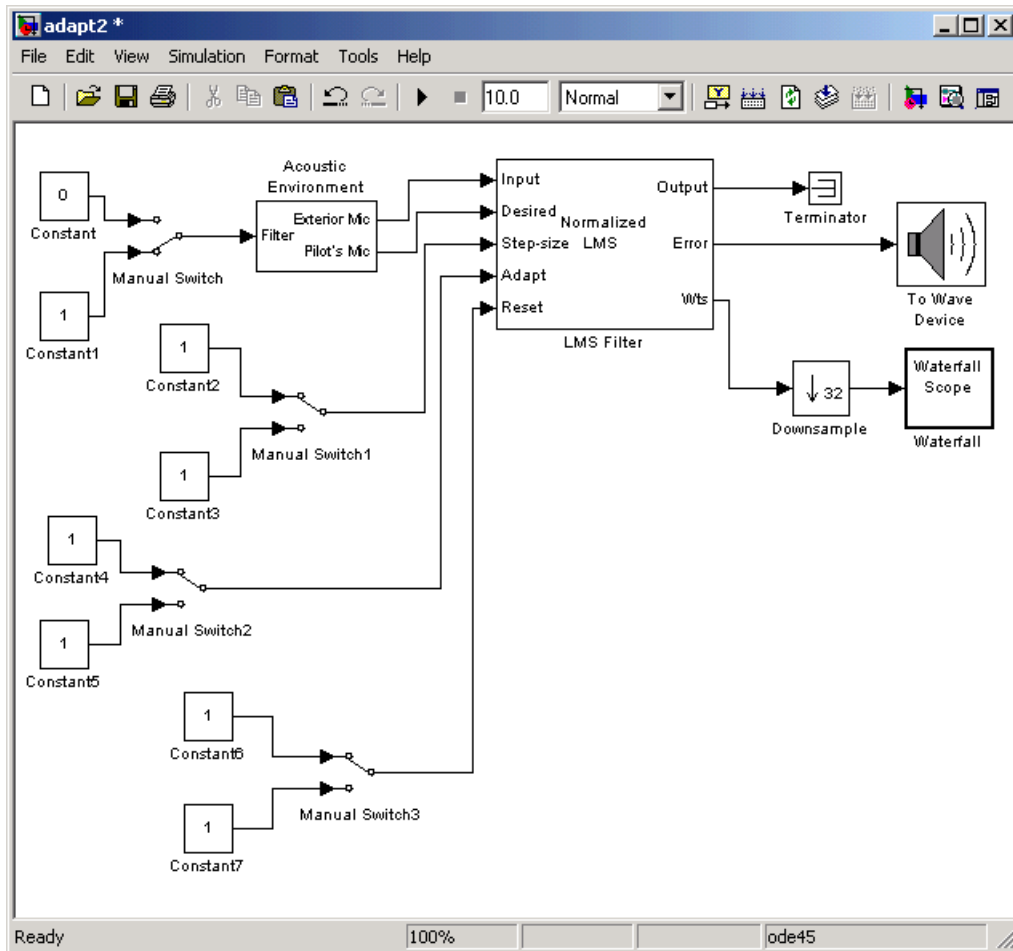 adapt2 *
File Edit View Simulation Format Tools Help
10.0 Normal
0
Constant
1
Constant1
Manual Switch
Acoustic
Environment
Filter
Exterior Mic
Pilot's Mic
1
Constant2
1
Constant3
Manual Switch1
1
Constant4
1
Constant5
Manual Switch2
1
Constant6
1
Constant7
Manual Switch3
Input
Desired
Step-size
Adapt
Reset
Normalized
LMS
Output
Error
Wts
LMS Filter
Terminator
To Wave
Device
32
Downsample
Waterfall
Scope
Waterfall
Ready 100% ode45